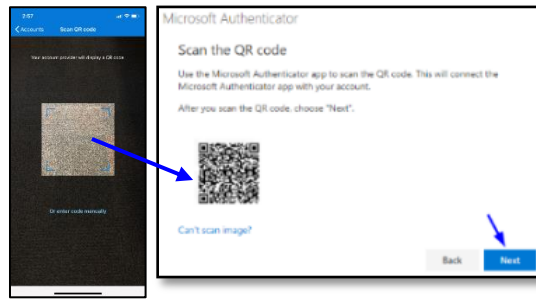 2:57
Accounts
Scan QR code
Your account provider will display a QR code
Or enter code manually
Microsoft Authenticator
Scan the QR code
Use the Microsoft Authenticator app to scan the QR code. This will connect the
Microsoft Authenticator app with your account.
After you scan the QR code, choose "Next".
Can't scan image?
Back
Next